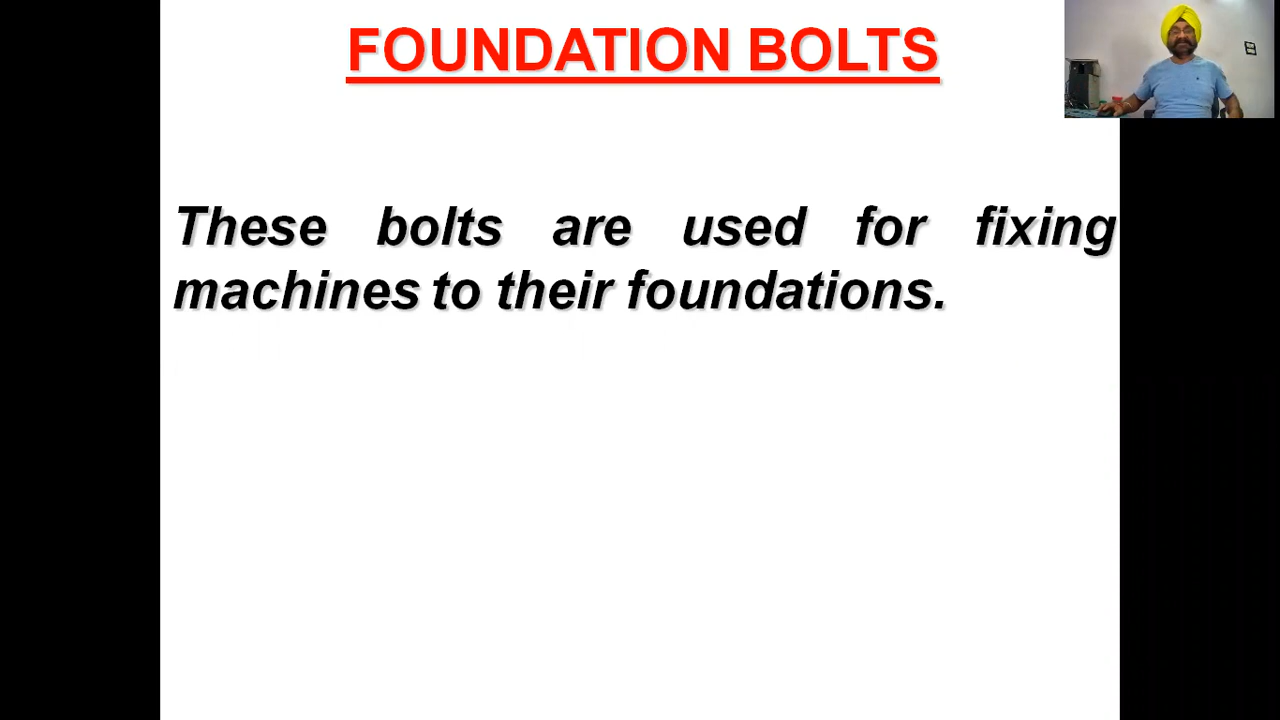 FOUNDATION BOLTS
These bolts are used for fixing
machines to their foundations.